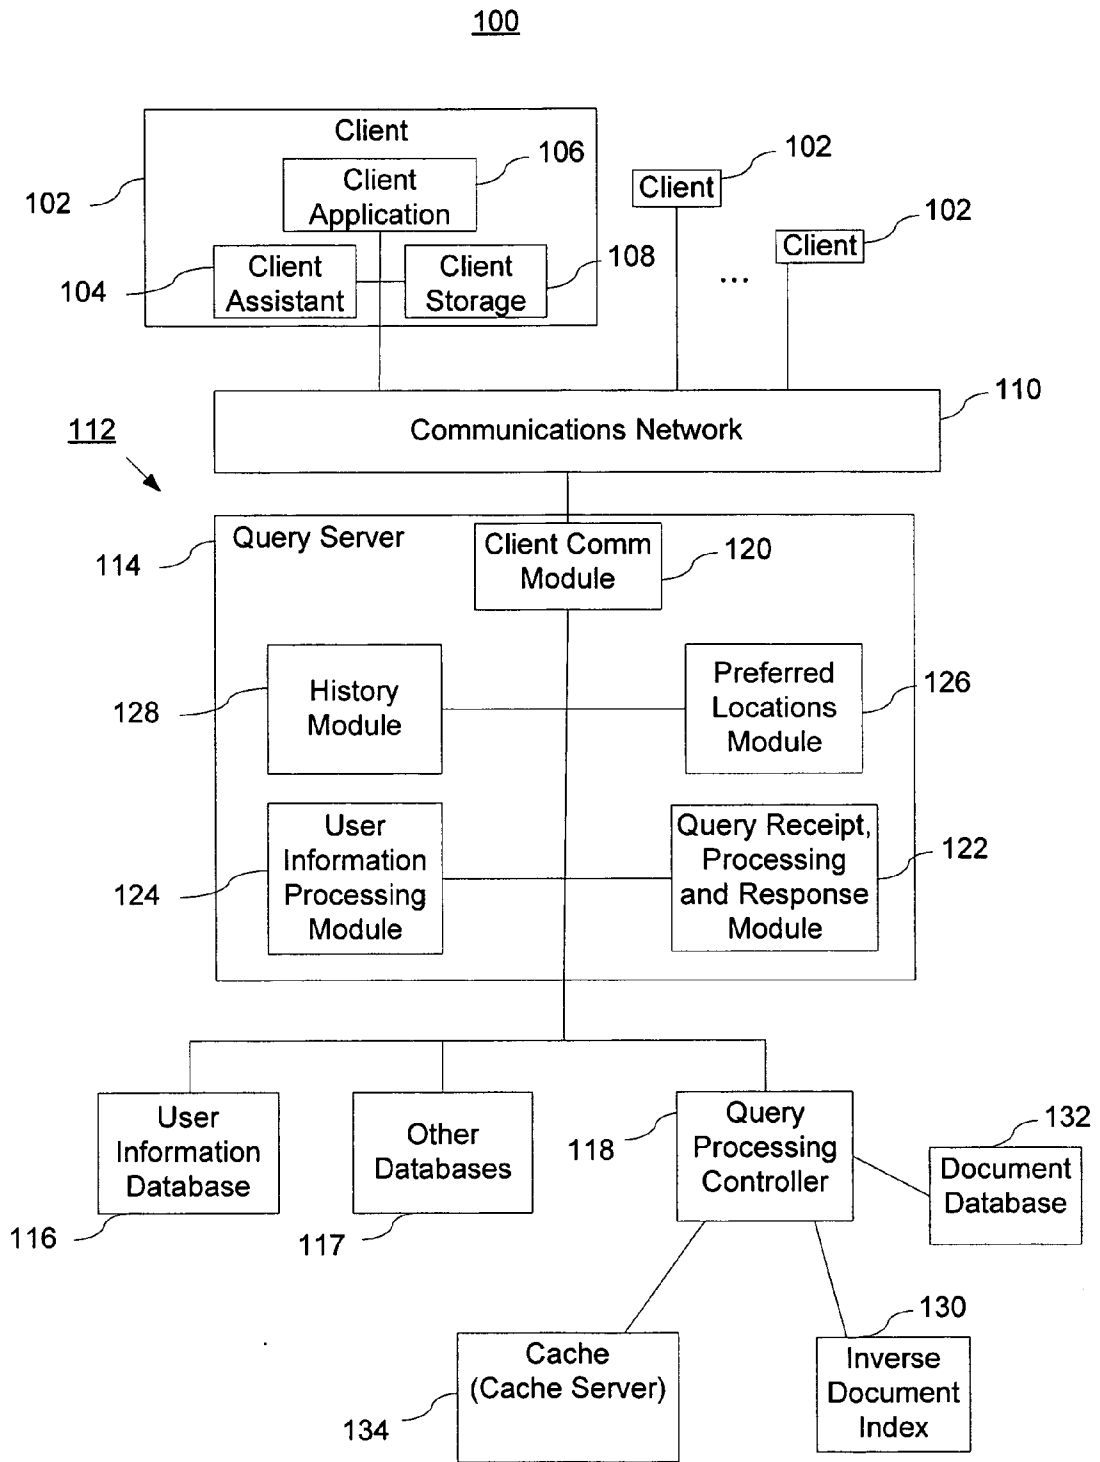 100
Client
106
Client
Application
102
102
Client
102
Client
104
Client
Assistant
Client
Storage
108
...
110
Communications Network
112
Query Server
114
Client Comm
Module
120
128
History
Module
Preferred
Locations
Module
126
124
User
Information
Processing
Module
Query Receipt,
Processing
and Response
Module
122
User
Information
Database
116
Other
Databases
117
118
Query
Processing
Controller
132
Document
Database
130
Cache
(Cache Server)
134
Inverse
Document
Index